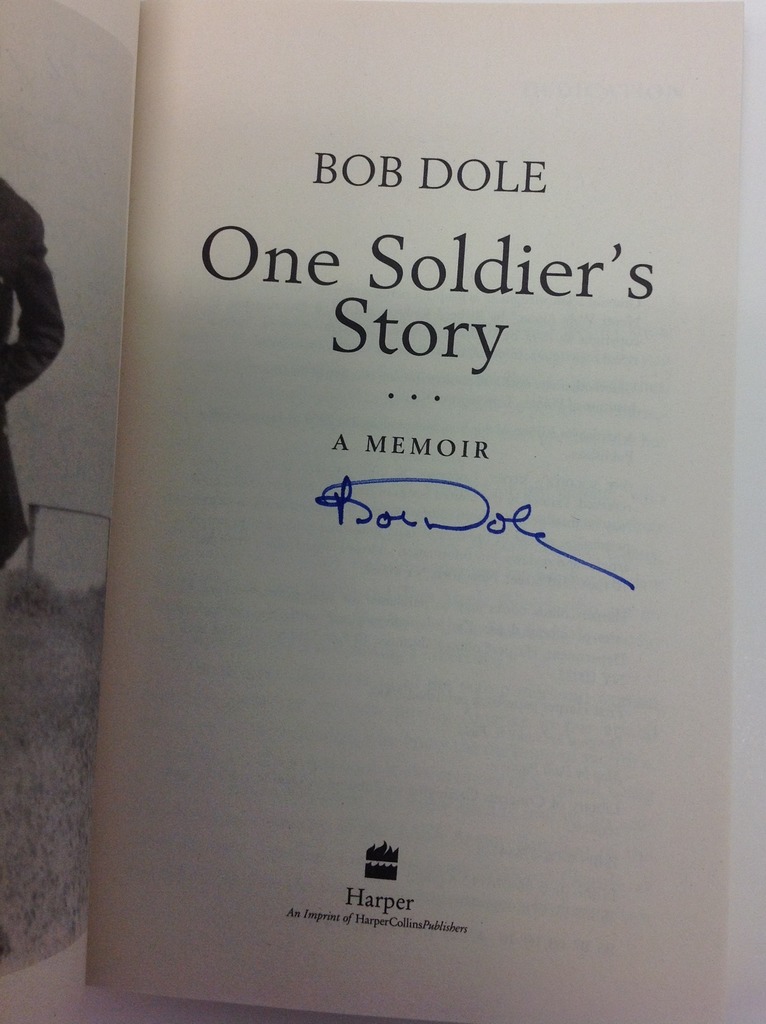 BOB DOLE
One Soldier's
Story
...
A MEMOIR
Bob Dole
Harper
An Imprint of HarperCollinsPublishers